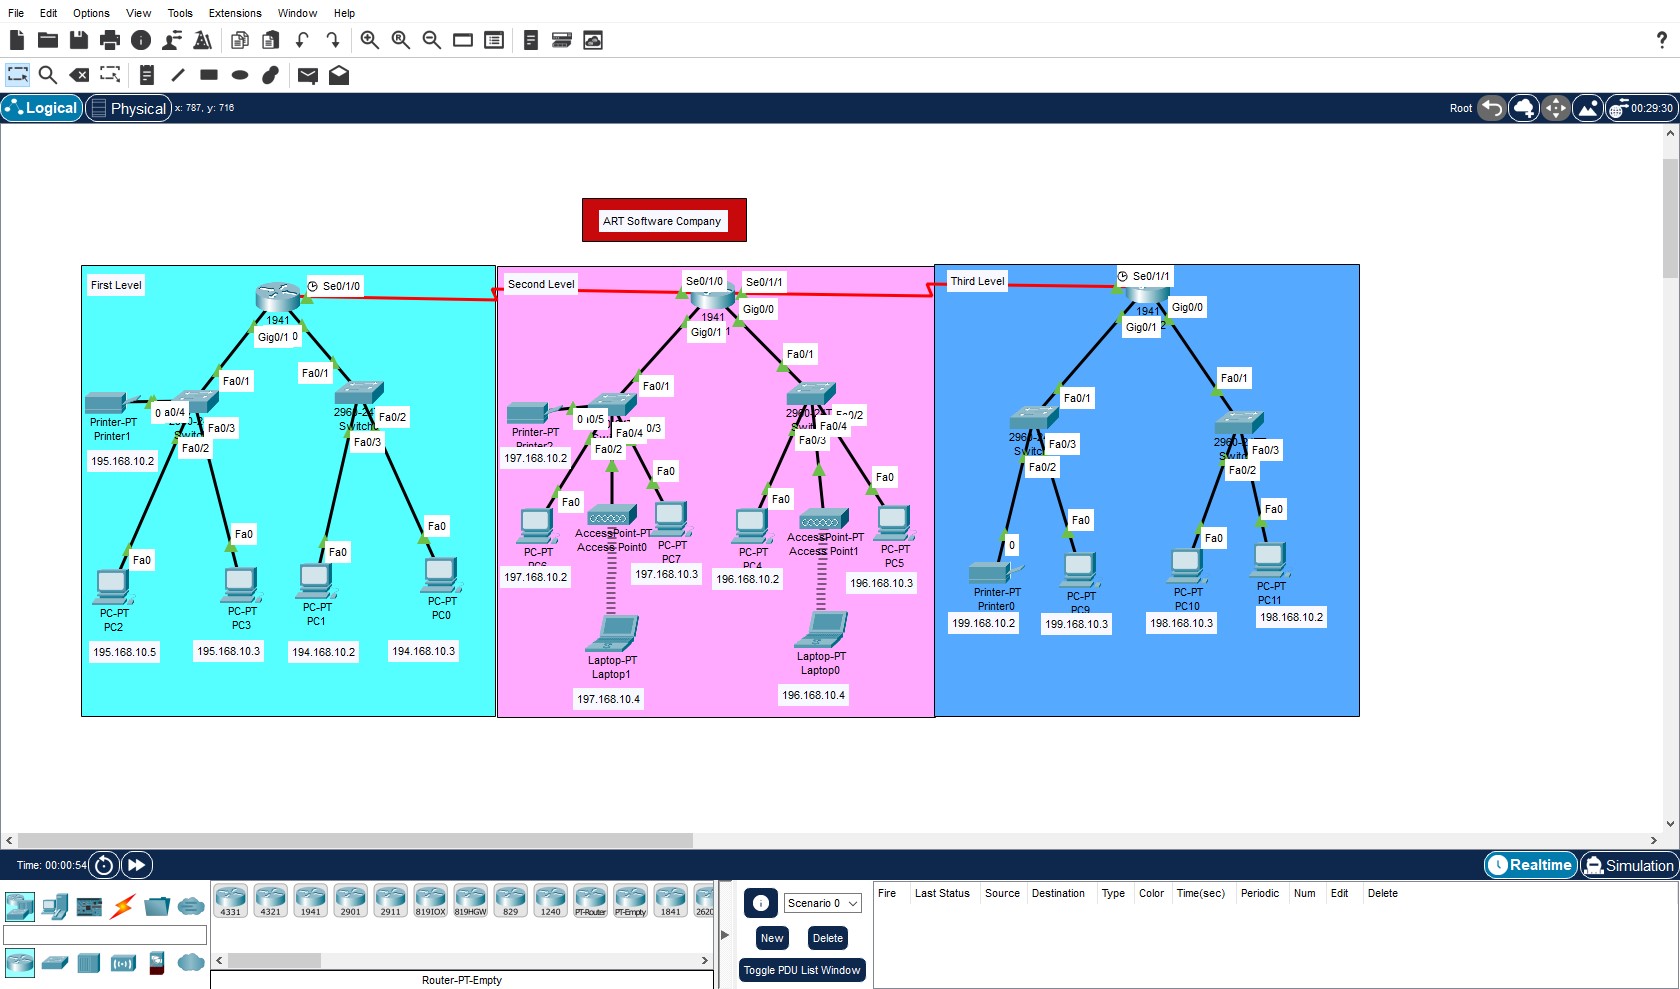 File Edit Options View Tools Extensions Window Help
?
Logical Physical x: 787, y: 716
Root 00:29:30
ART Software Company
First Level
Se0/1/0
1941
Gig0/1 0
Fa0/1
Fa0/1
Printer-PT
Printer1
0 a0/4
Fa0/3
Fa0/2
Fa0/2
Fa0/3
195.168.10.2
Fa0
Fa0
Fa0
Fa0
PC-PT
PC2
PC-PT
PC3
PC-PT
PC1
PC-PT
PC0
195.168.10.5
195.168.10.3
194.168.10.2
194.168.10.3
Second Level
Se0/1/0
Se0/1/1
Gig0/0
1941
Gig0/1 1
Fa0/1
Fa0/1
Printer-PT
0 i0/5
Fa0/4
0/3
Fa0/2
Fa0/4
Fa0/3
197.168.10.2
Fa0
Fa0
Fa0
Fa0
AccessPoint-PT
Access Point0
AccessPoint-PT
Access Point1
PC-PT
PC-PT
PC7
PC-PT
PC4
PC-PT
PC5
197.168.10.2
197.168.10.3
196.168.10.2
196.168.10.3
Laptop-PT
Laptop1
Laptop-PT
Laptop0
197.168.10.4
196.168.10.4
Third Level
Se0/1/1
Gig0/0
1941
Gig0/1 2
Fa0/1
Fa0/1
Fa0/3
Fa0/2
Fa0/3
Fa0/2
0
Fa0
Fa0
Fa0
Printer-PT
Printer0
PC-PT
PC9
PC-PT
PC10
PC-PT
PC11
199.168.10.2
199.168.10.3
198.168.10.3
198.168.10.2
Time: 00:00:54
Realtime Simulation
4331 4321 1941 2901 2911 819IOX 819HGW 829 1240 PT-Router PT-Empty 1841 2620
Router-PT-Empty
Scenario 0
New Delete
Toggle PDU List Window
Fire Last Status Source Destination Type Color Time(sec) Periodic Num Edit Delete